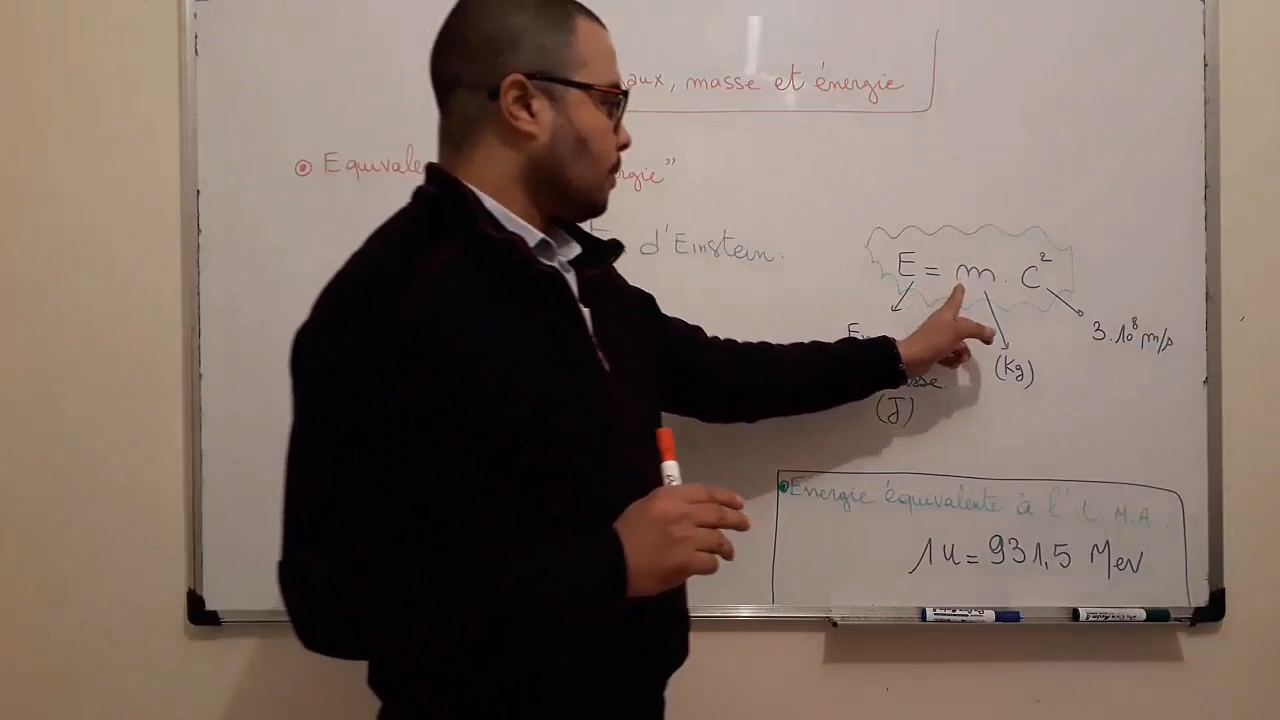 aux, masse et énergie
Equivale rgie"
d'Einstein:
E = m . C²
3.10⁸ m/s
(Kg)
(J)
Energie équivalente à l' U.M.A.
1u = 931,5 Mev